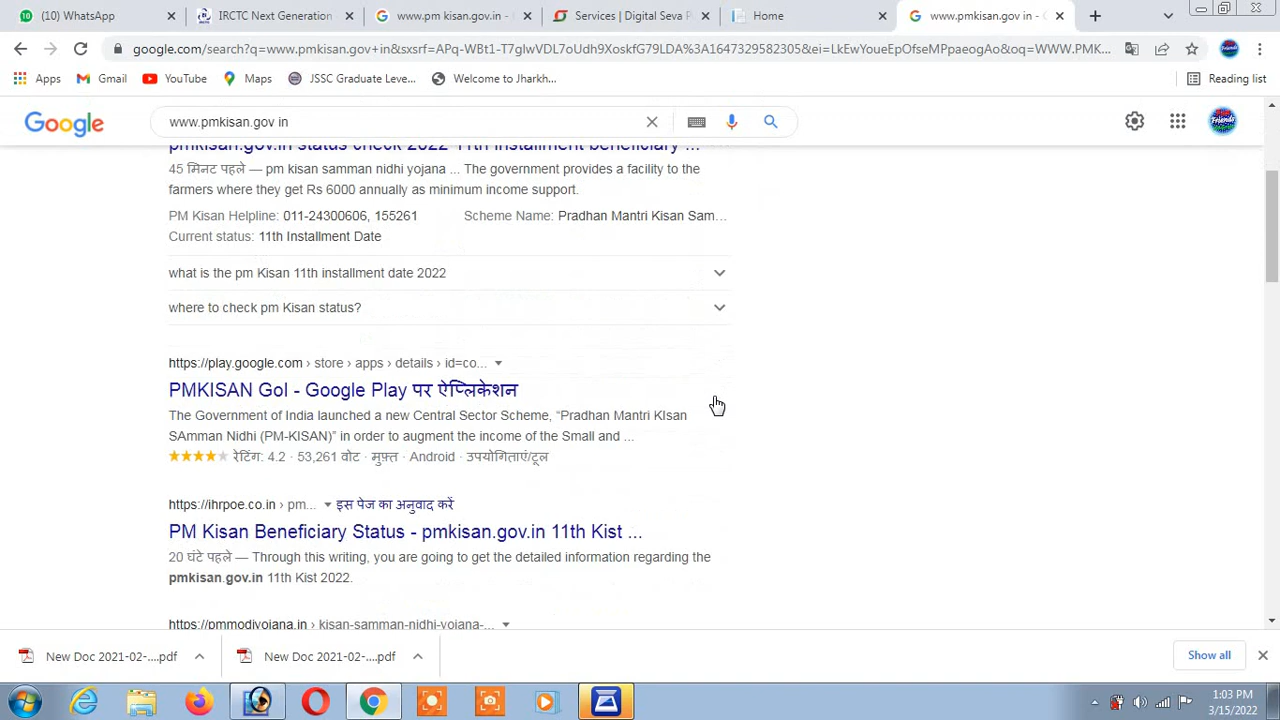 (10) WhatsApp
IRCTC Next Generation
www.pm kisan.gov.in -
Services | Digital Seva P
Home
www.pmkisan.gov in -
google.com/search?q=www.pmkisan.gov+in&sxsrf=APq-WBt1-T7glwVDL7oUdh9XoskfG79LDA%3A1647329582305&ei=LkEwYoueEpOfseMPpaeogAo&oq=WWW.PMK...
Apps
Gmail
YouTube
Maps
JSSC Graduate Leve...
Welcome to Jharkh...
Reading list
Google
www.pmkisan.gov in
pmkisan.gov.in status check 2022 11th installment beneficiary ...
45 मिनट पहले — pm kisan samman nidhi yojana ... The government provides a facility to the
farmers where they get Rs 6000 annually as minimum income support.
PM Kisan Helpline: 011-24300606, 155261
Scheme Name: Pradhan Mantri Kisan Sam...
Current status: 11th Installment Date
what is the pm Kisan 11th installment date 2022
where to check pm Kisan status?
https://play.google.com › store › apps › details › id=co...
PMKISAN GoI - Google Play पर ऐप्लिकेशन
The Government of India launched a new Central Sector Scheme, “Pradhan Mantri KIsan
SAmman Nidhi (PM-KISAN)” in order to augment the income of the Small and ...
रेटिंग: 4.2 · 53,261 वोट · मुफ़्त · Android · उपयोगिताएं/टूल
https://ihrpoe.co.in › pm... इस पेज का अनुवाद करें
PM Kisan Beneficiary Status - pmkisan.gov.in 11th Kist ...
20 घंटे पहले — Through this writing, you are going to get the detailed information regarding the
pmkisan.gov.in 11th Kist 2022.
https://pmmodiyojana.in › kisan-samman-nidhi-yojana-...
New Doc 2021-02-....pdf
New Doc 2021-02-....pdf
Show all
1:03 PM
3/15/2022